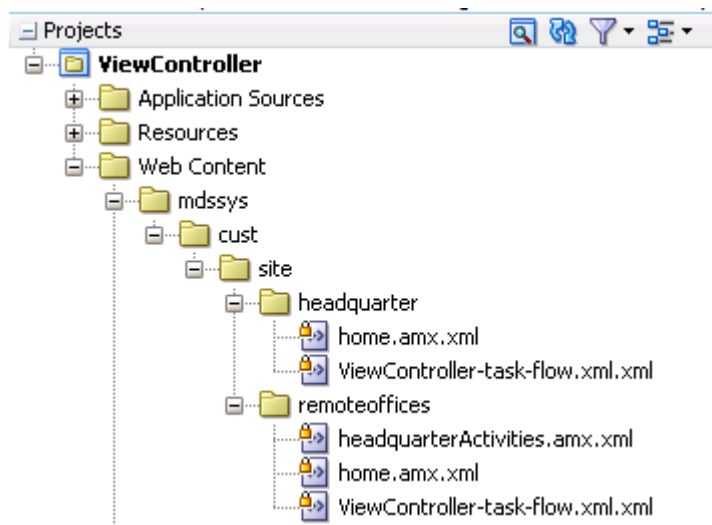 Projects
ViewController
Application Sources
Resources
Web Content
mdssys
cust
site
headquarter
home.amx.xml
ViewController-task-flow.xml.xml
remoteoffices
headquarterActivities.amx.xml
home.amx.xml
ViewController-task-flow.xml.xml